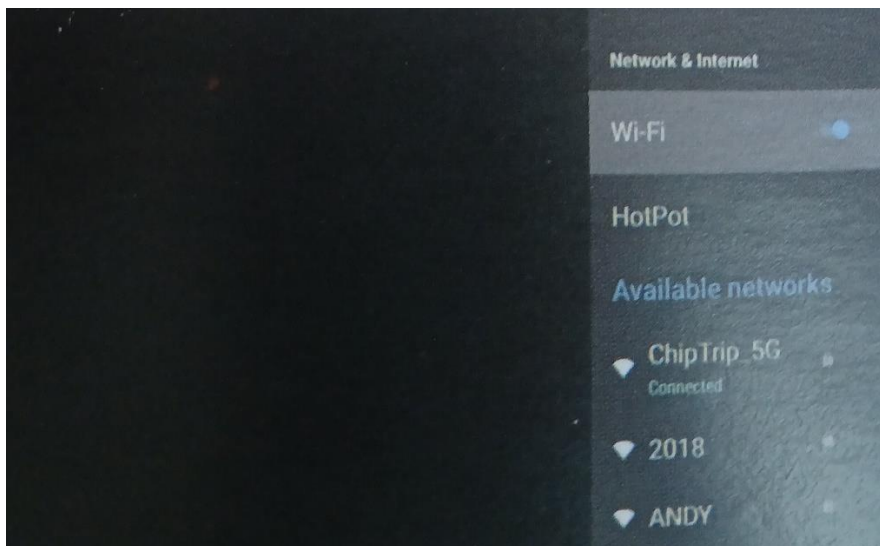 Network & Internet
Wi-Fi
HotPot
Available networks
ChipTrip_5G
Connected
2018
ANDY